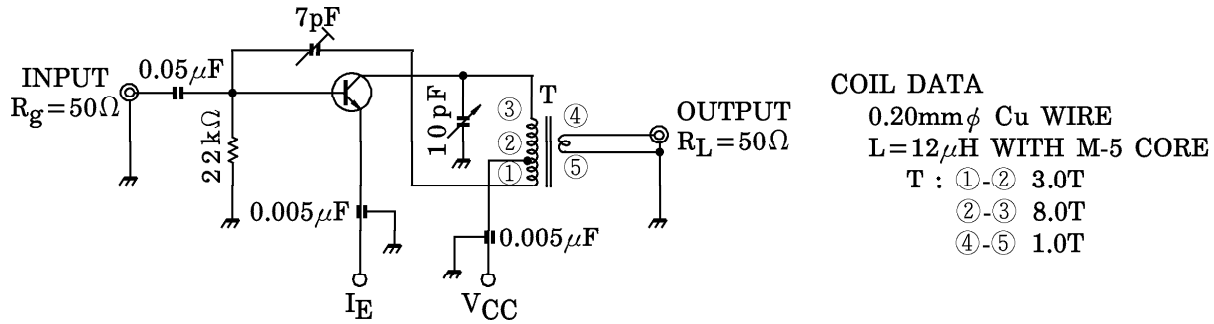 7pF
INPUT
Rg=50Ω
0.05μF
22kΩ
10pF
T
③
②
①
④
⑤
OUTPUT
RL=50Ω
0.005μF
0.005μF
IE
VCC
COIL DATA
0.20mmϕ Cu WIRE
L=12μH WITH M-5 CORE
T : ①-② 3.0T
②-③ 8.0T
④-⑤ 1.0T